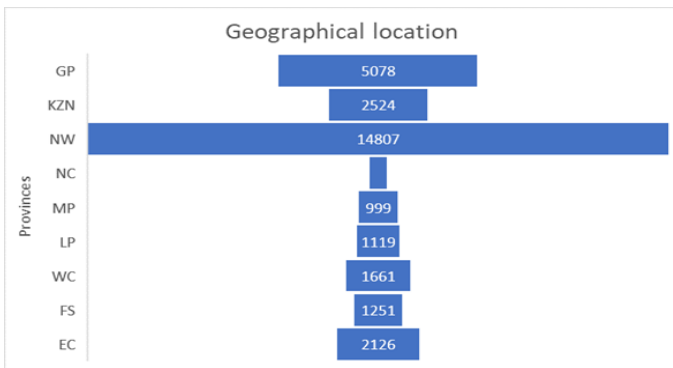 Geographical location
GP 5078
KZN 2524
NW 14807
NC
MP 999
LP 1119
WC 1661
FS 1251
EC 2126
Provinces